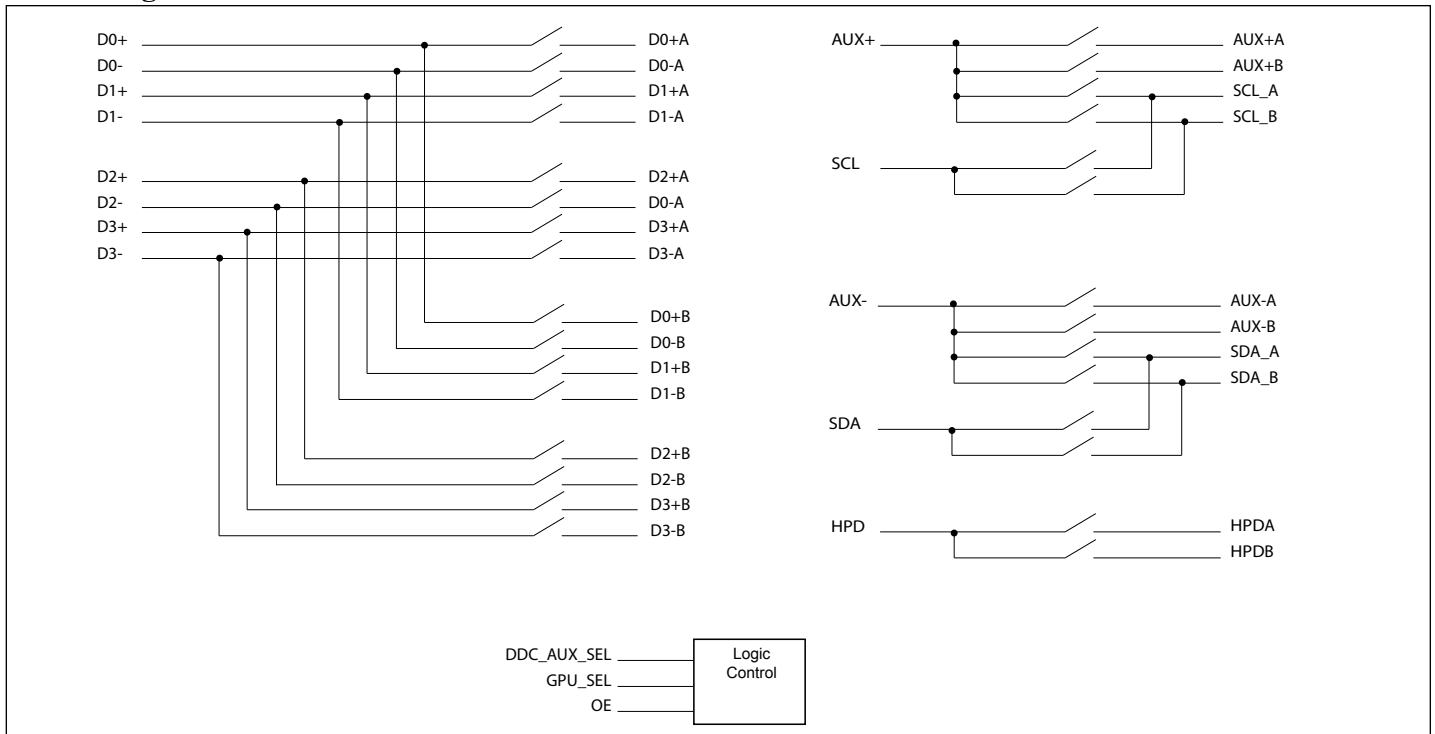 D0+ D0+A
D0- D0-A
D1+ D1+A
D1- D1-A
D2+ D2+A
D2- D0-A
D3+ D3+A
D3- D3-A
D0+B
D0-B
D1+B
D1-B
D2+B
D2-B
D3+B
D3-B
AUX+ AUX+A
AUX+B
SCL_A
SCL_B
SCL
AUX- AUX-A
AUX-B
SDA_A
SDA_B
SDA
HPD HPDA
HPDB
DDC_AUX_SEL
GPU_SEL
OE
Logic
Control